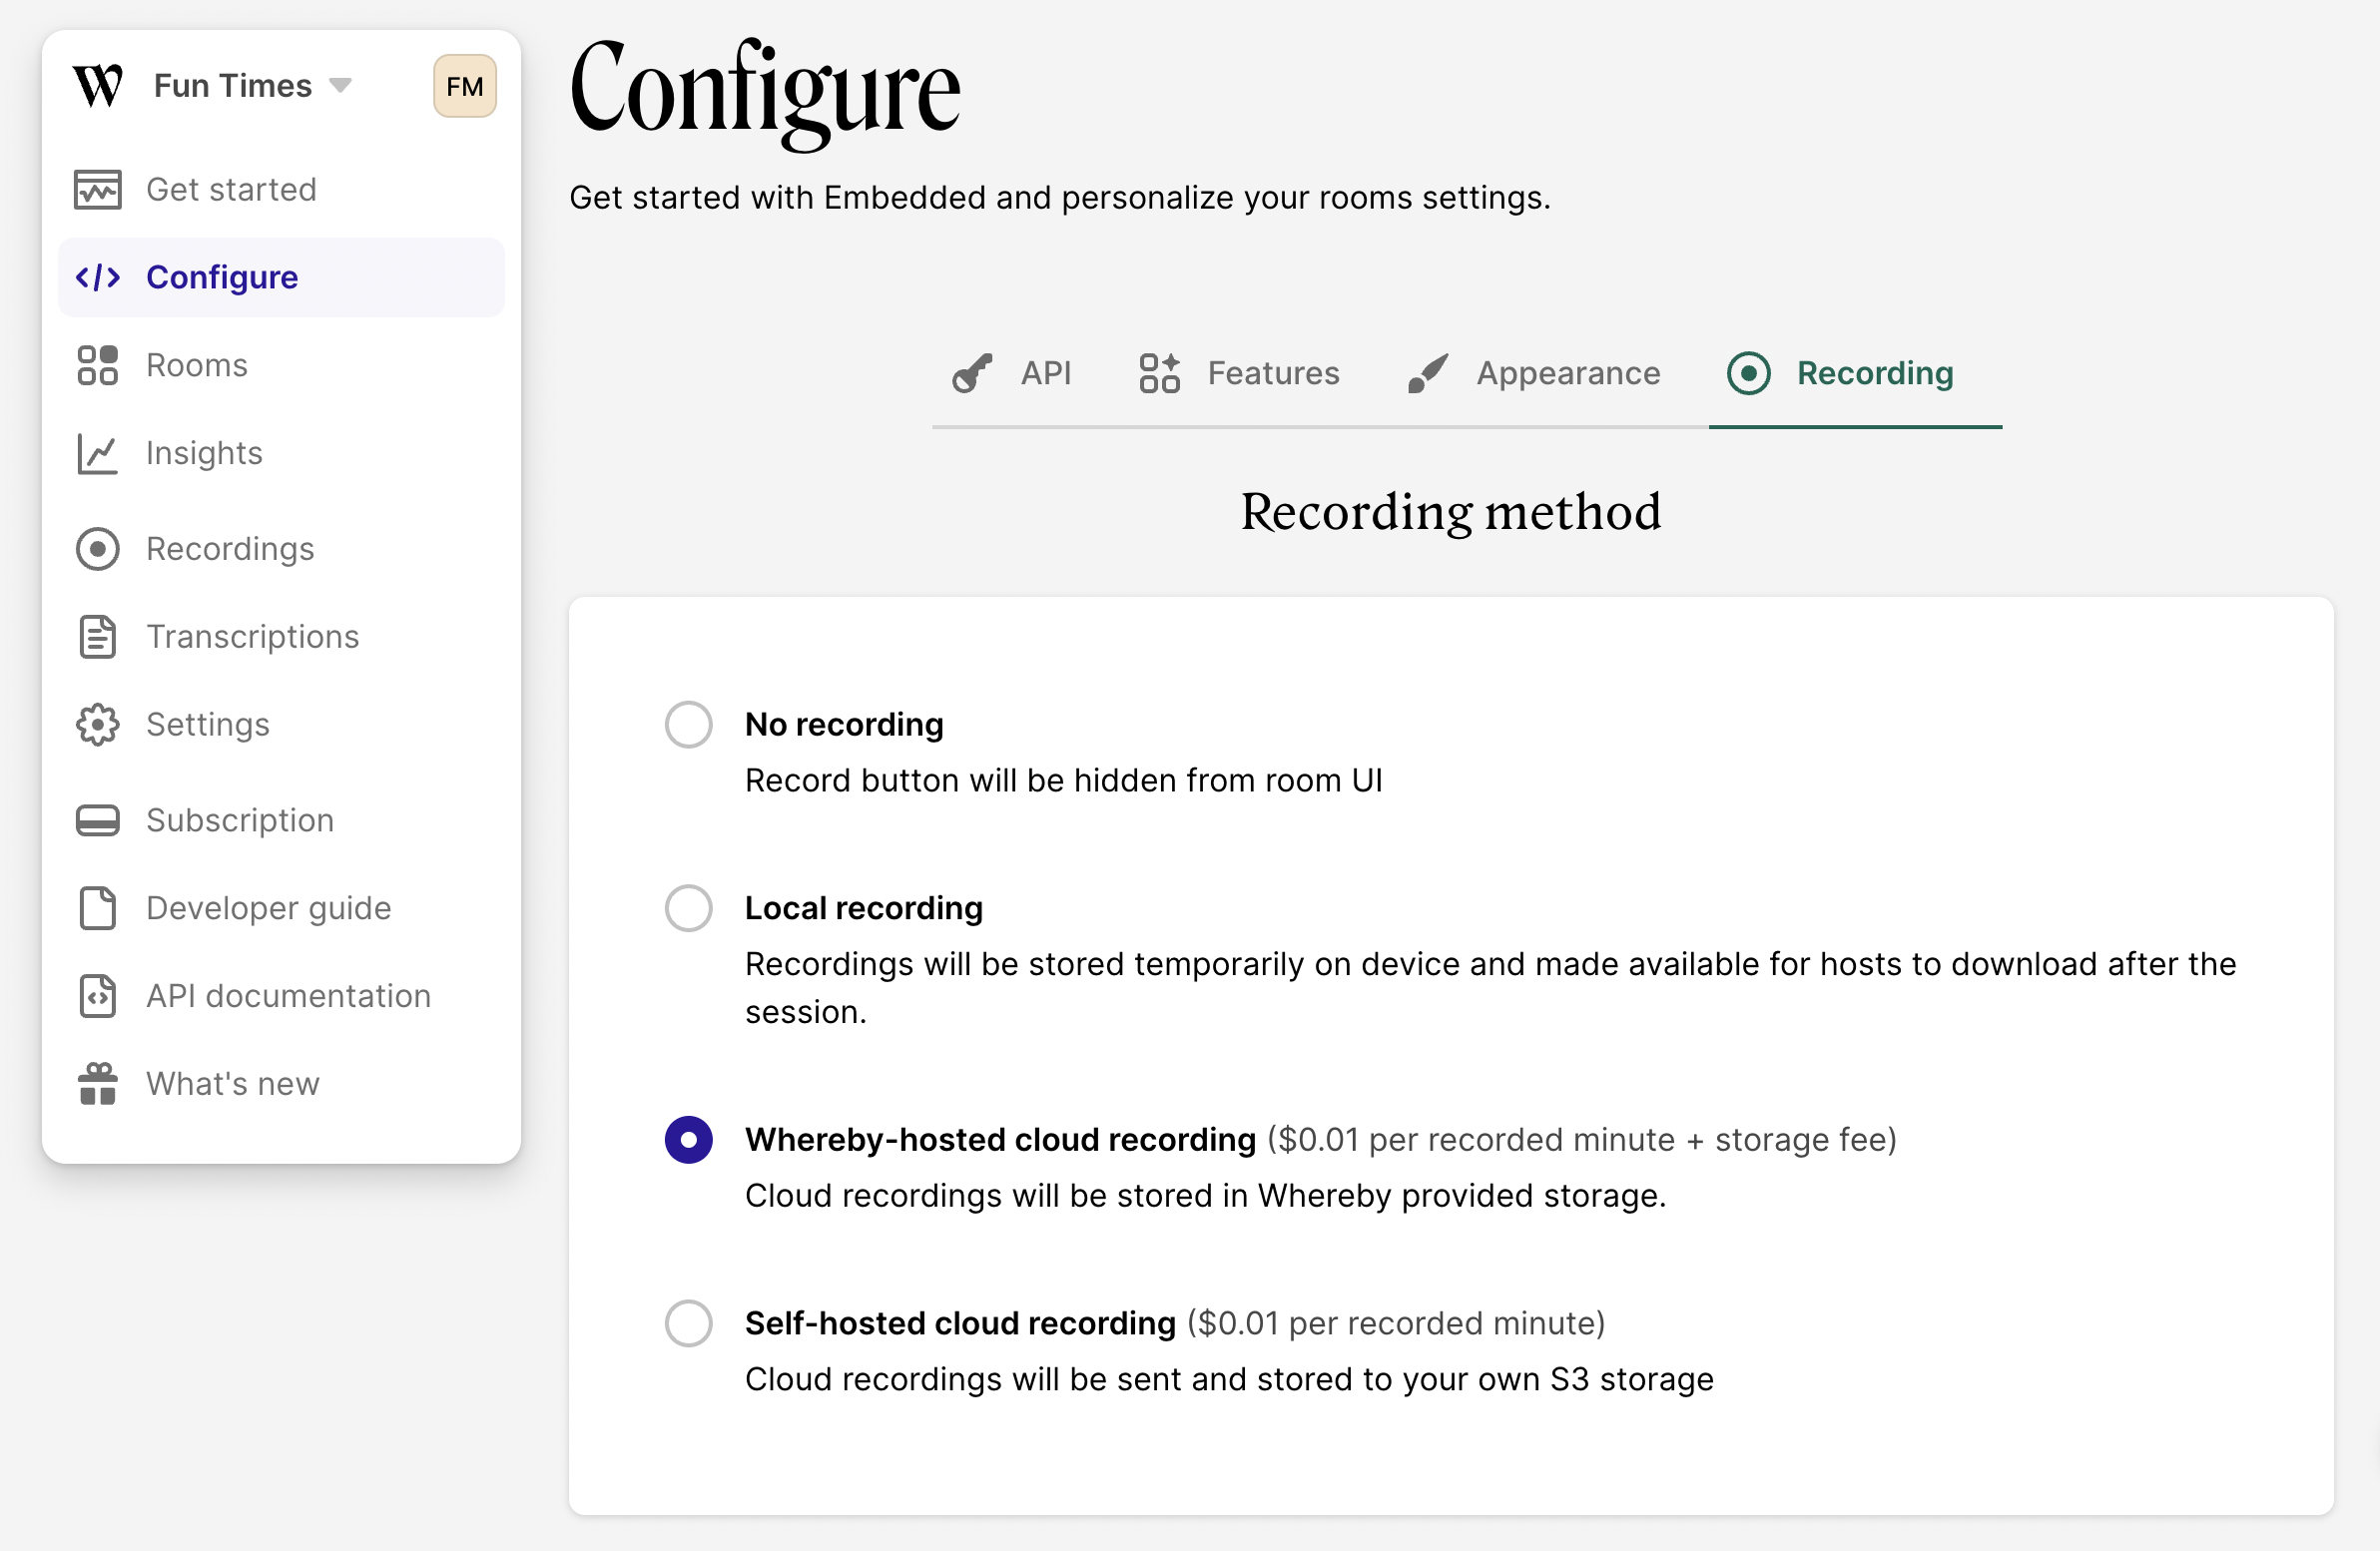 W Fun Times FM
Get started
Configure
Rooms
Insights
Recordings
Transcriptions
Settings
Subscription
Developer guide
API documentation
What's new
Configure
Get started with Embedded and personalize your rooms settings.
API Features Appearance Recording
Recording method
No recording
Record button will be hidden from room UI
Local recording
Recordings will be stored temporarily on device and made available for hosts to download after the
session.
Whereby-hosted cloud recording ($0.01 per recorded minute + storage fee)
Cloud recordings will be stored in Whereby provided storage.
Self-hosted cloud recording ($0.01 per recorded minute)
Cloud recordings will be sent and stored to your own S3 storage